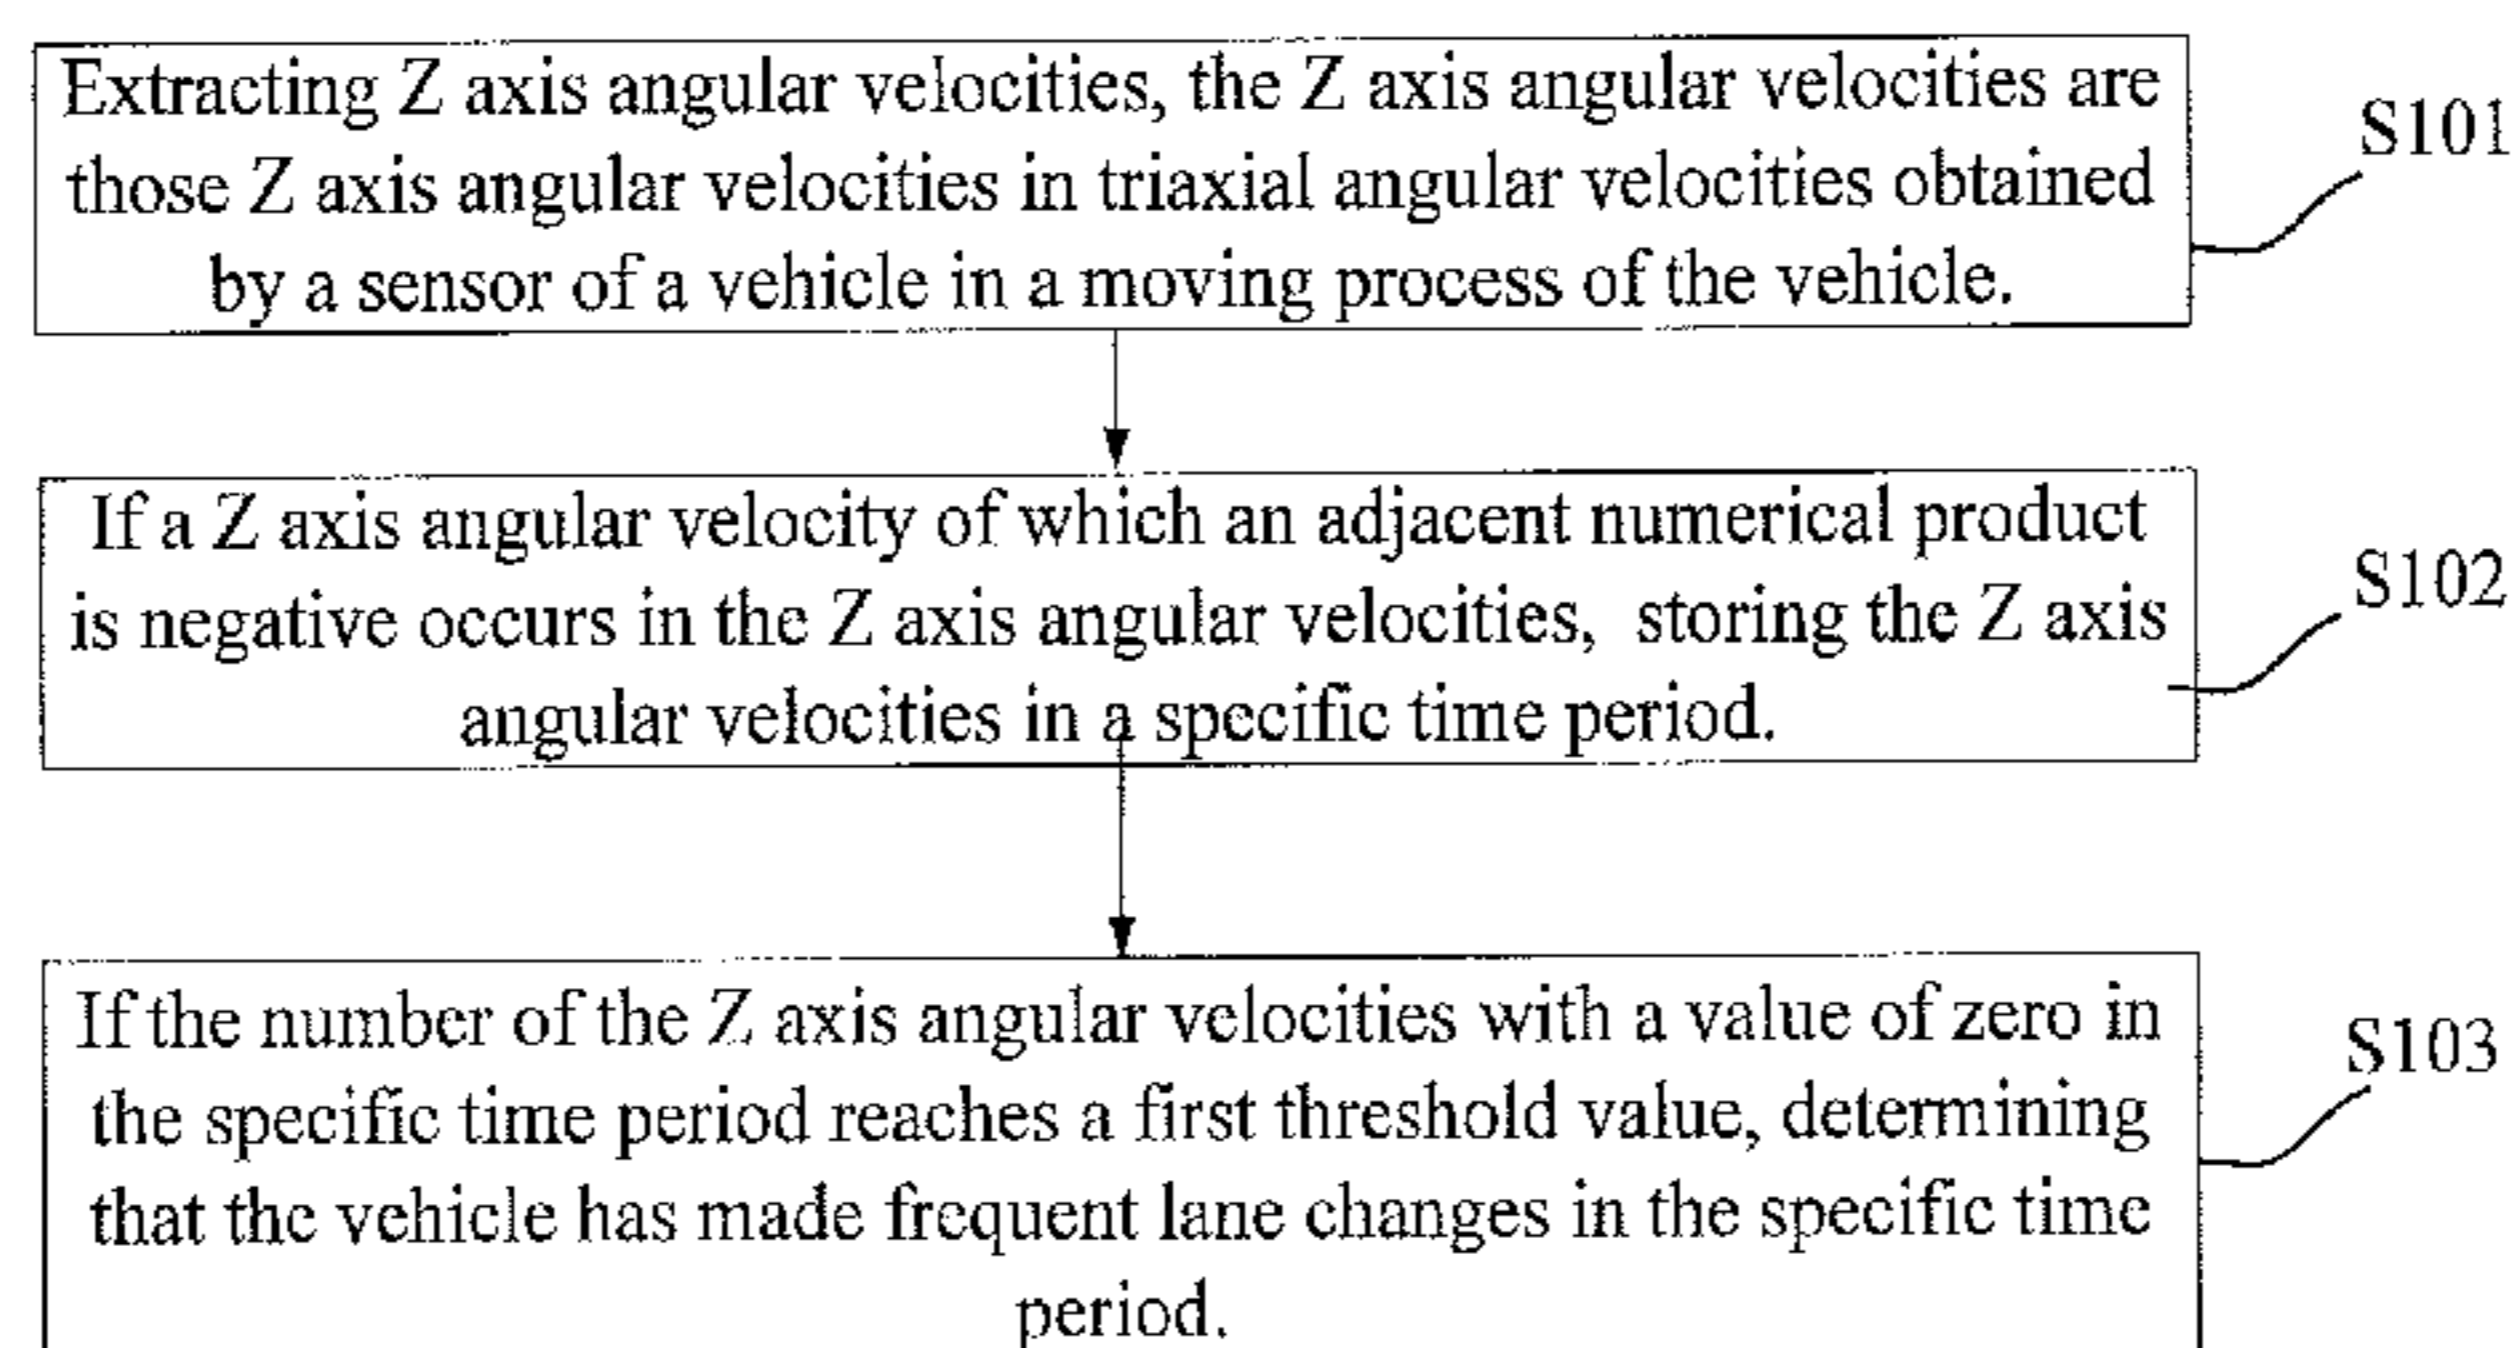 Extracting Z axis angular velocities, the Z axis angular velocities are
those Z axis angular velocities in triaxial angular velocities obtained
by a sensor of a vehicle in a moving process of the vehicle.
S101
If a Z axis angular velocity of which an adjacent numerical product
is negative occurs in the Z axis angular velocities, storing the Z axis
angular velocities in a specific time period.
S102
If the number of the Z axis angular velocities with a value of zero in
the specific time period reaches a first threshold value, determining
that the vehicle has made frequent lane changes in the specific time
period.
S103